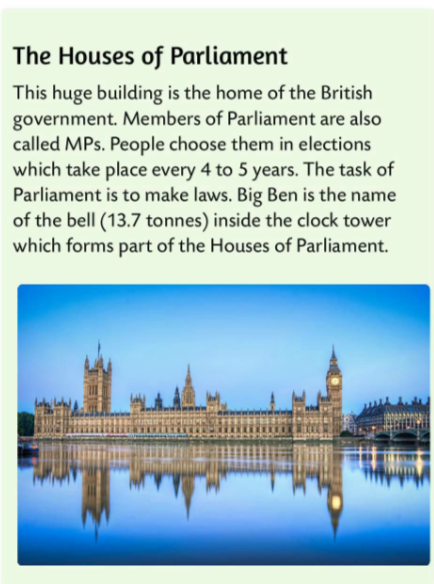 The Houses of Parliament
This huge building is the home of the British
government. Members of Parliament are also
called MPs. People choose them in elections
which take place every 4 to 5 years. The task of
Parliament is to make laws. Big Ben is the name
of the bell (13.7 tonnes) inside the clock tower
which forms part of the Houses of Parliament.